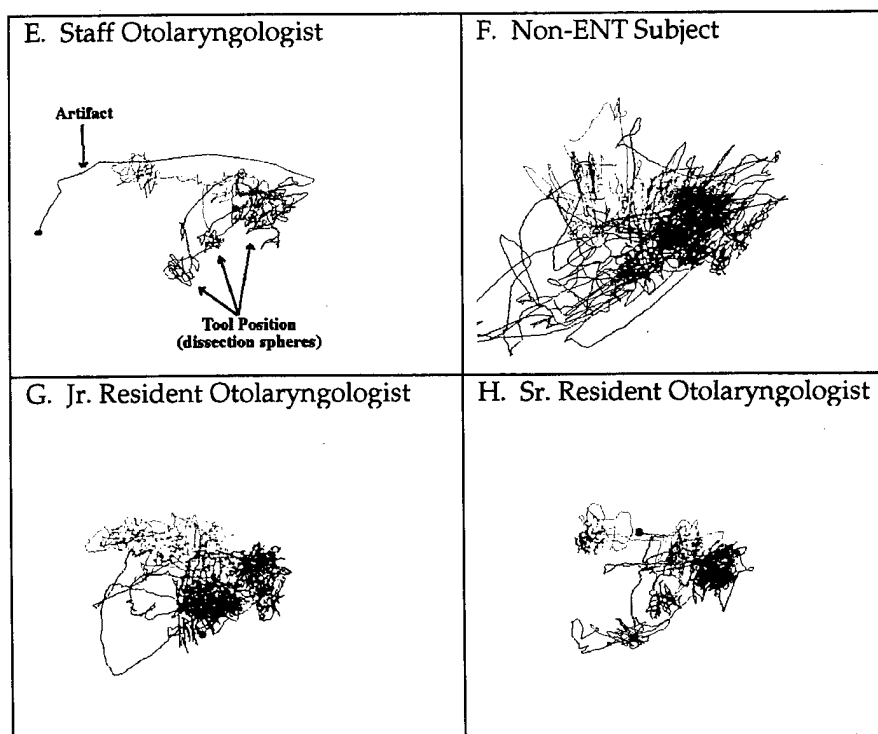 E. Staff Otolaryngologist
F. Non-ENT Subject
Artifact
Tool Position
(dissection spheres)
G. Jr. Resident Otolaryngologist
H. Sr. Resident Otolaryngologist